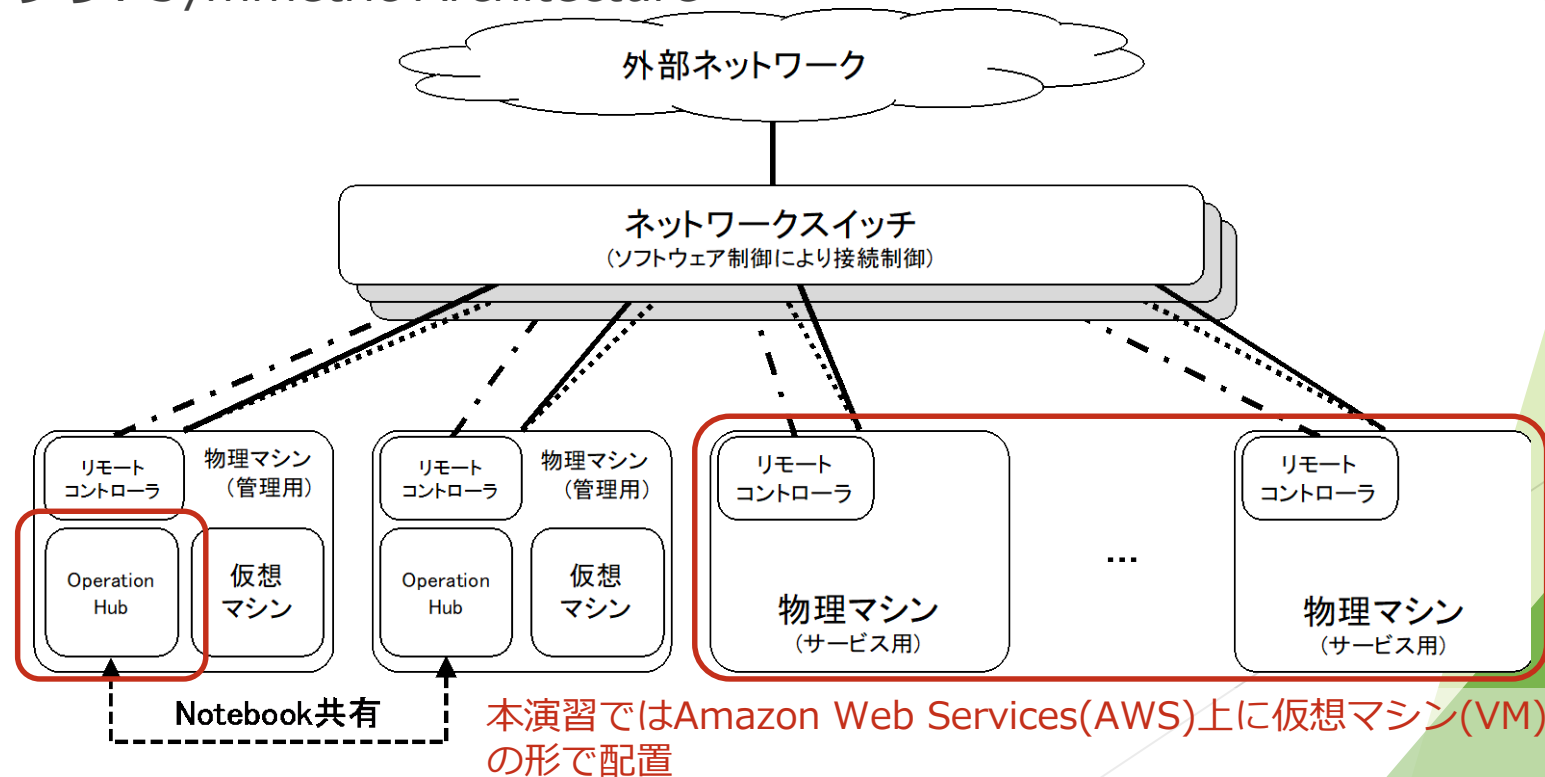 Symmetric Architecture
外部ネットワーク
ネットワークスイッチ
(ソフトウェア制御により接続制御)
リモート
コントローラ
物理マシン
(管理用)
Operation
Hub
仮想
マシン
リモート
コントローラ
物理マシン
(管理用)
Operation
Hub
仮想
マシン
リモート
コントローラ
物理マシン
(サービス用)
...
リモート
コントローラ
物理マシン
(サービス用)
Notebook共有
本演習ではAmazon Web Services(AWS)上に仮想マシン(VM)
の形で配置